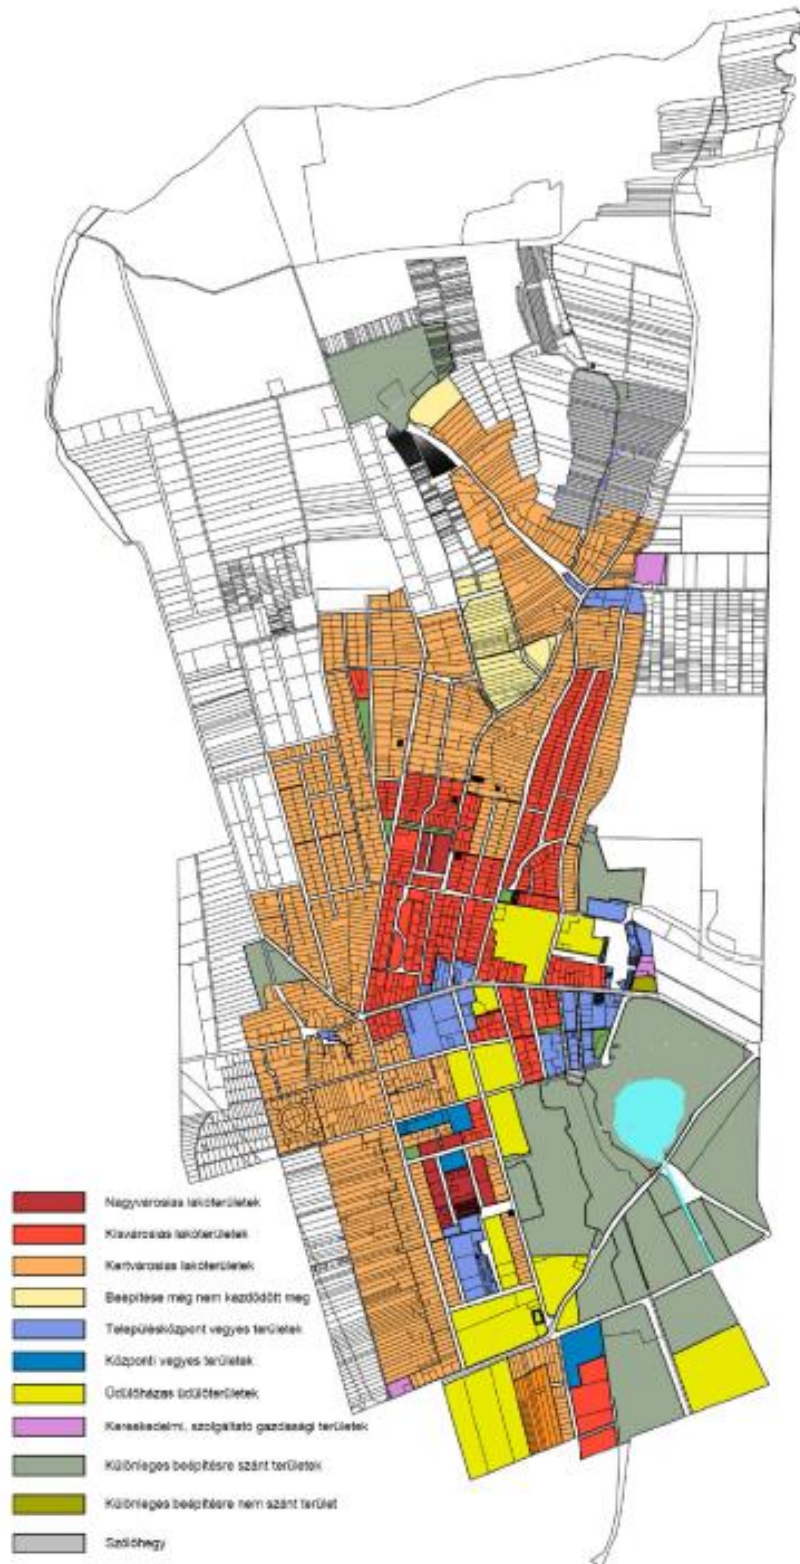 Nagyvárosias lakóterületek
Kisvárosias lakóterületek
Kertvárosias lakóterületek
Beépítése még nem kezdődött meg
Településközpont vegyes területek
Központi vegyes területek
Üdülőházas üdülőterületek
Kereskedelmi, szolgáltató gazdasági területek
Különleges beépítésre szánt területek
Különleges beépítésre nem szánt terület
Szőlőhegy